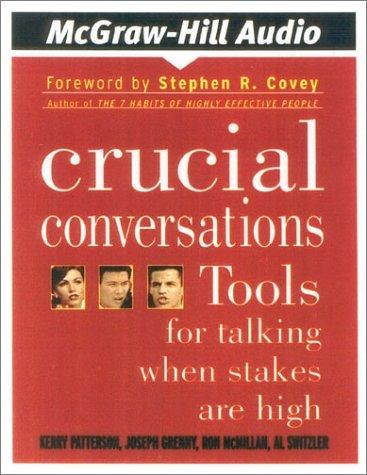 McGraw-Hill Audio
Foreword by Stephen R. Covey
Author of THE 7 HABITS OF HIGHLY EFFECTIVE PEOPLE
crucial
conversations
Tools
for talking
when stakes
are high
KERRY PATTERSON, JOSEPH GRENNY, RON McMILLAN, AL SWITZLER